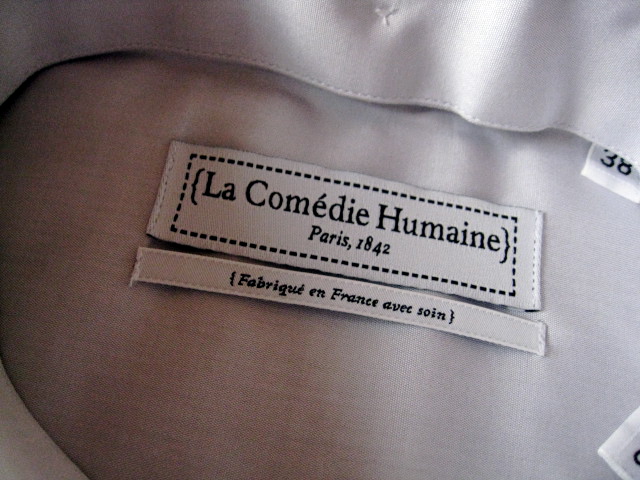 38
{La Comédie Humaine}
Paris, 1842
{Fabriqué en France avec soin}